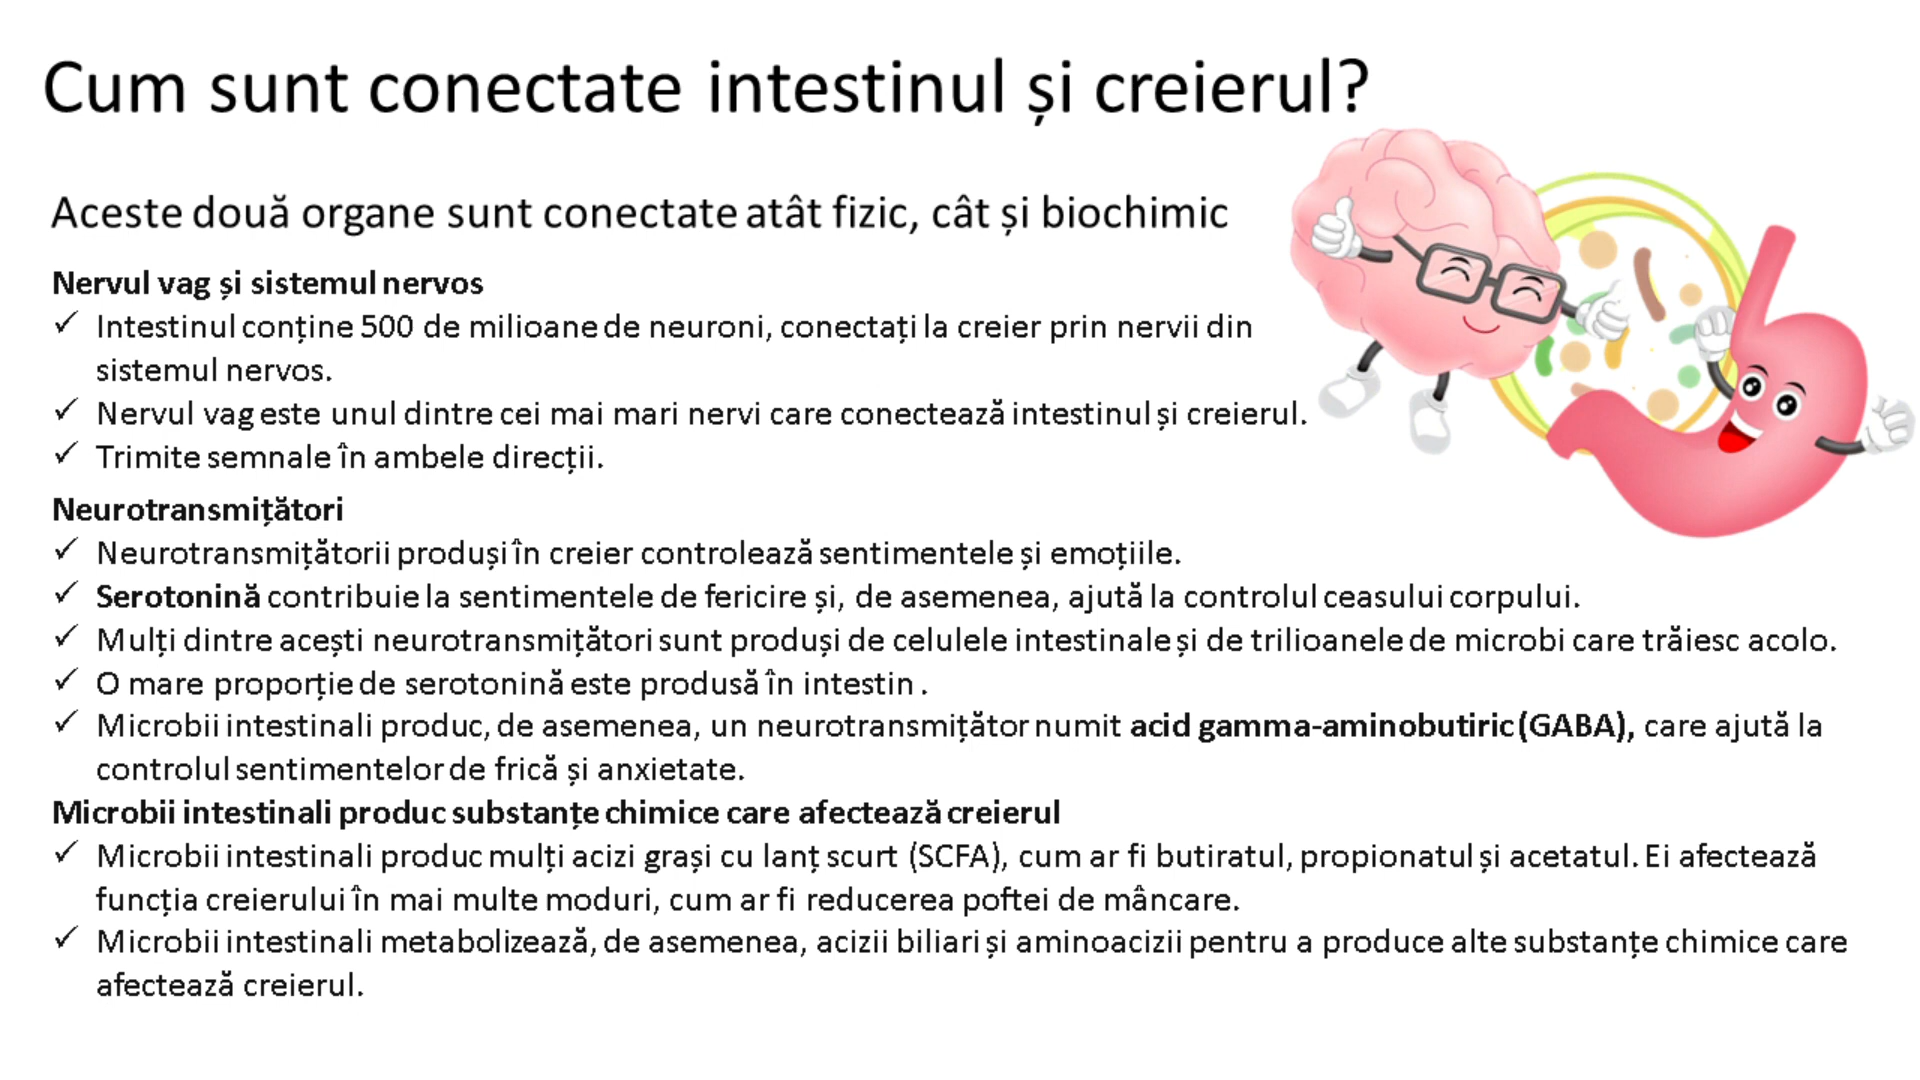 Cum sunt conectate intestinul și creierul?
Aceste două organe sunt conectate atât fizic, cât și biochimic
Nervul vag și sistemul nervos
✓ Intestinul conține 500 de milioane de neuroni, conectați la creier prin nervii din
sistemul nervos.
✓ Nervul vag este unul dintre cei mai mari nervi care conectează intestinul și creierul.
✓ Trimite semnale în ambele direcții.
Neurotransmițători
✓ Neurotransmițătorii produși în creier controlează sentimentele și emoțiile.
✓ Serotonină contribuie la sentimentele de fericire și, de asemenea, ajută la controlul ceasului corpului.
✓ Mulți dintre acești neurotransmițători sunt produși de celulele intestinale și de trilioanele de microbi care trăiesc acolo.
✓ O mare proporție de serotonină este produsă în intestin .
✓ Microbii intestinali produc, de asemenea, un neurotransmițător numit acid gamma-aminobutiric (GABA), care ajută la
controlul sentimentelor de frică și anxietate.
Microbii intestinali produc substanțe chimice care afectează creierul
✓ Microbii intestinali produc mulți acizi grași cu lanț scurt (SCFA), cum ar fi butiratul, propionatul și acetatul. Ei afectează
funcția creierului în mai multe moduri, cum ar fi reducerea poftei de mâncare.
✓ Microbii intestinali metabolizează, de asemenea, acizii biliari și aminoacizii pentru a produce alte substanțe chimice care
afectează creierul.